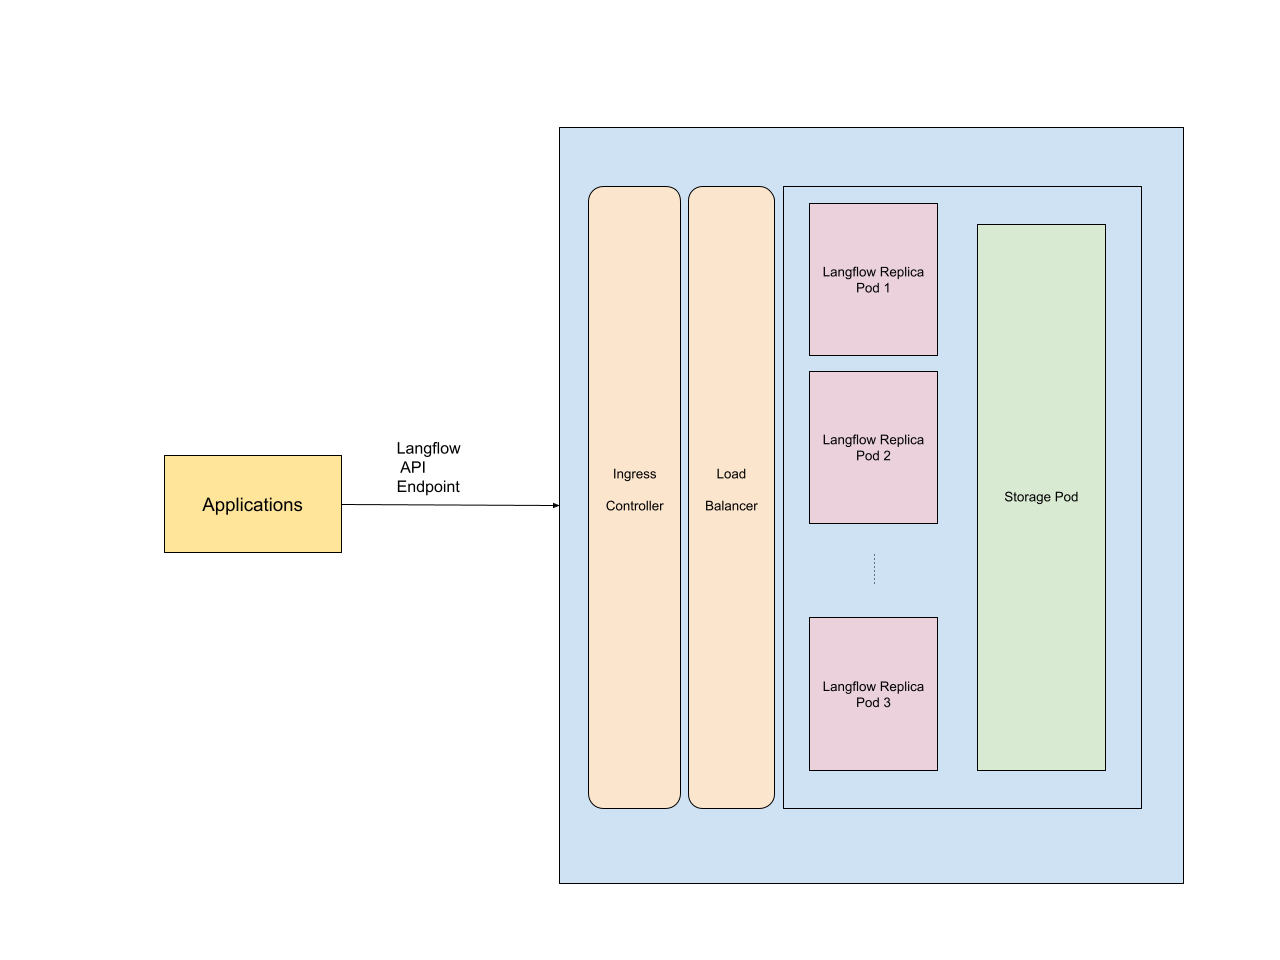 Applications
Langflow
API
Endpoint
Ingress
Controller
Load
Balancer
Langflow Replica
Pod 1
Langflow Replica
Pod 2
Langflow Replica
Pod 3
Storage Pod